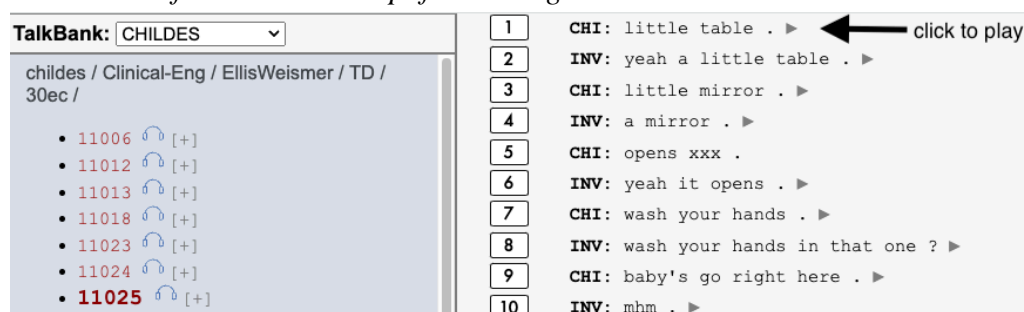 TalkBank: CHILDES
childes / Clinical-Eng / EllisWeismer / TD /
30ec /
• 11006 [+]
• 11012 [+]
• 11013 [+]
• 11018 [+]
• 11023 [+]
• 11024 [+]
• 11025 [+]
1 CHI: little table . ▶ click to play
2 INV: yeah a little table . ▶
3 CHI: little mirror . ▶
4 INV: a mirror . ▶
5 CHI: opens xxx .
6 INV: yeah it opens . ▶
7 CHI: wash your hands . ▶
8 INV: wash your hands in that one ? ▶
9 CHI: baby's go right here . ▶
10 INV: mhm . ▶